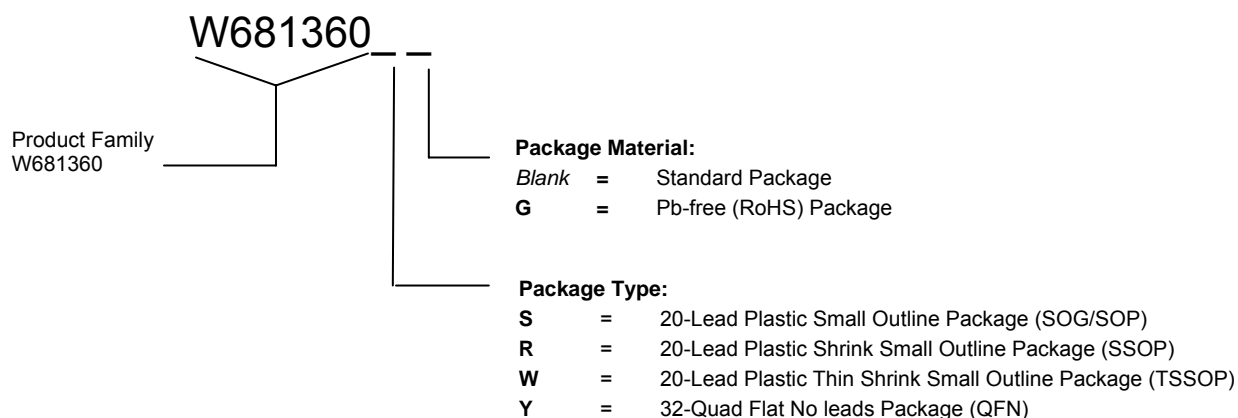 W681360_ _
Product Family
W681360
Package Material:
Blank = Standard Package
G = Pb-free (RoHS) Package
Package Type:
S = 20-Lead Plastic Small Outline Package (SOG/SOP)
R = 20-Lead Plastic Shrink Small Outline Package (SSOP)
W = 20-Lead Plastic Thin Shrink Small Outline Package (TSSOP)
Y = 32-Quad Flat No leads Package (QFN)